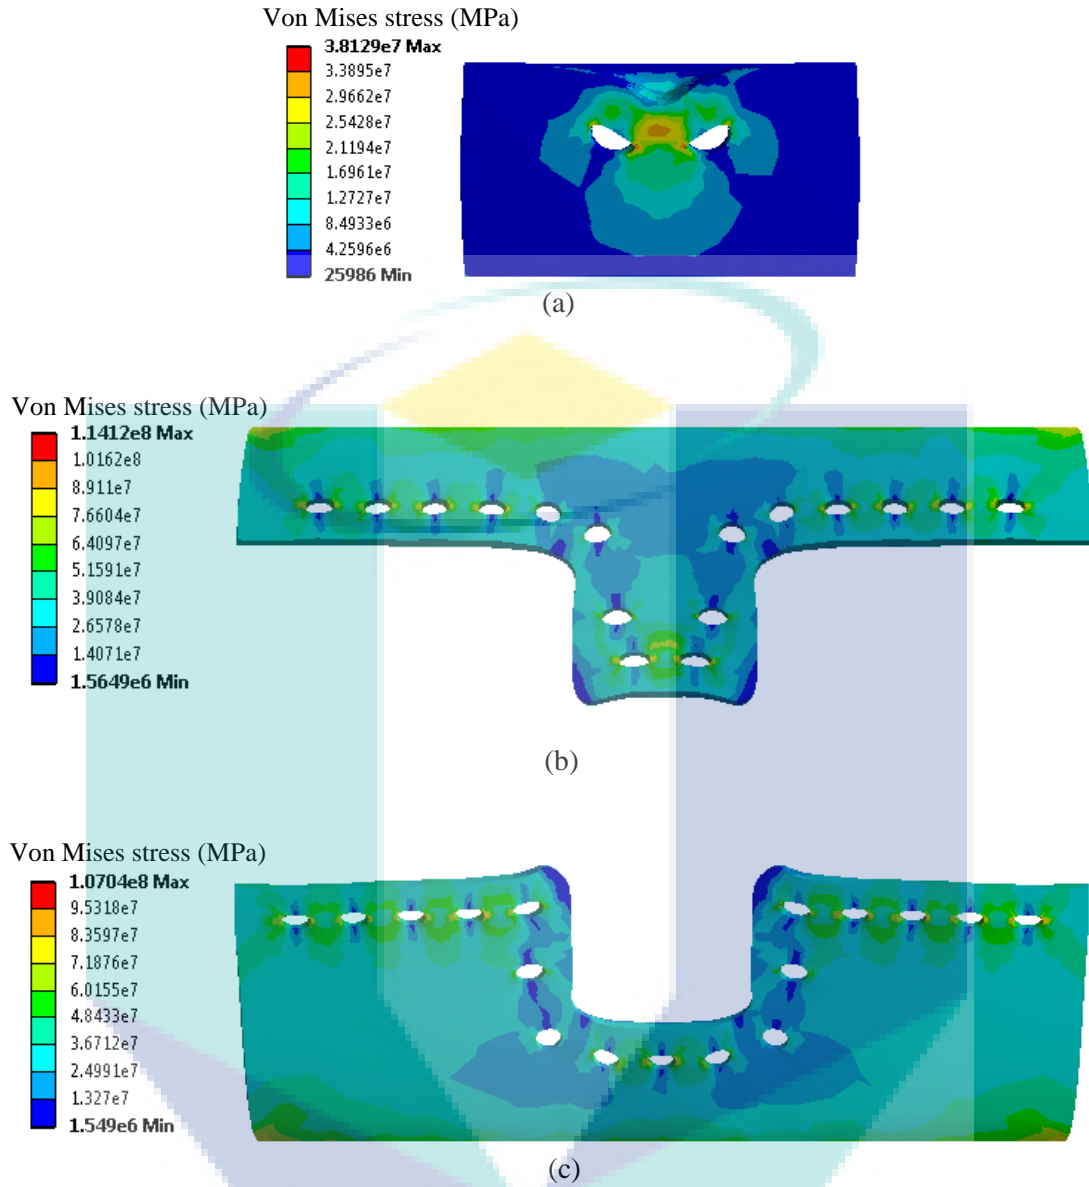 Von Mises stress (MPa)
3.8129e7 Max
3.3895e7
2.9662e7
2.5428e7
2.1194e7
1.6961e7
1.2727e7
8.4933e6
4.2596e6
25986 Min
(a)
Von Mises stress (MPa)
1.1412e8 Max
1.0162e8
8.911e7
7.6604e7
6.4097e7
5.1591e7
3.9084e7
2.6578e7
1.4071e7
1.5649e6 Min
(b)
Von Mises stress (MPa)
1.0704e8 Max
9.5318e7
8.3597e7
7.1876e7
6.0155e7
4.8433e7
3.6712e7
2.4991e7
1.327e7
1.549e6 Min
(c)